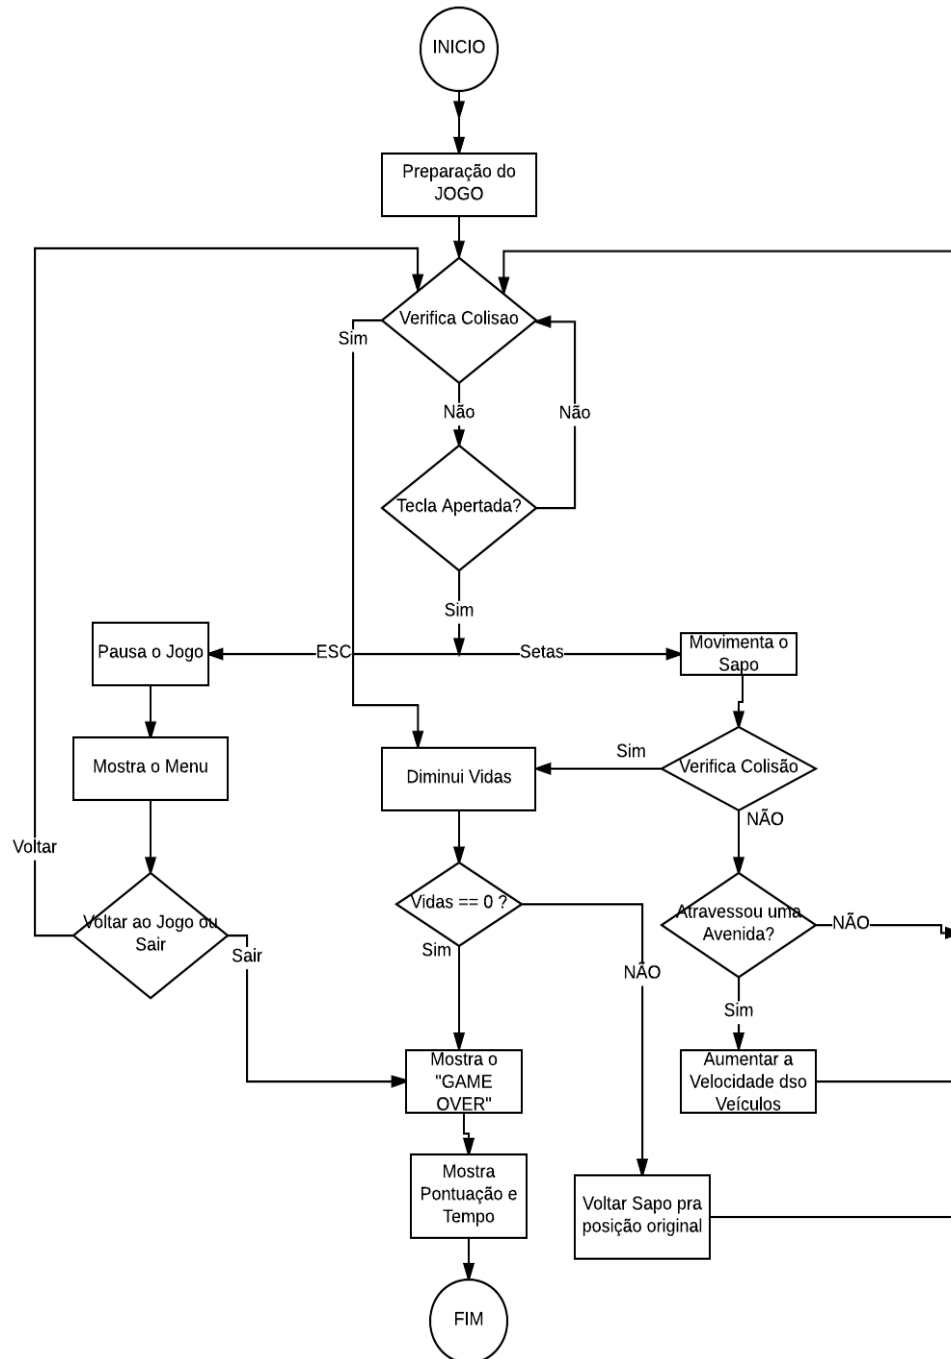 INICIO
Preparação do
JOGO
Verifica Colisao
Sim
Não
Não
Tecla Apertada?
Sim
Pausa o Jogo
ESC
Setas
Movimenta o
Sapo
Mostra o Menu
Diminui Vidas
Sim
Verifica Colisão
NÃO
Voltar
Voltar ao Jogo ou
Sair
Sair
Vidas == 0 ?
Sim
NÃO
Atravessou uma
Avenida?
NÃO
Sim
Mostra o
"GAME
OVER"
Aumentar a
Velocidade dso
Veículos
Mostra
Pontuação e
Tempo
Voltar Sapo pra
posição original
FIM